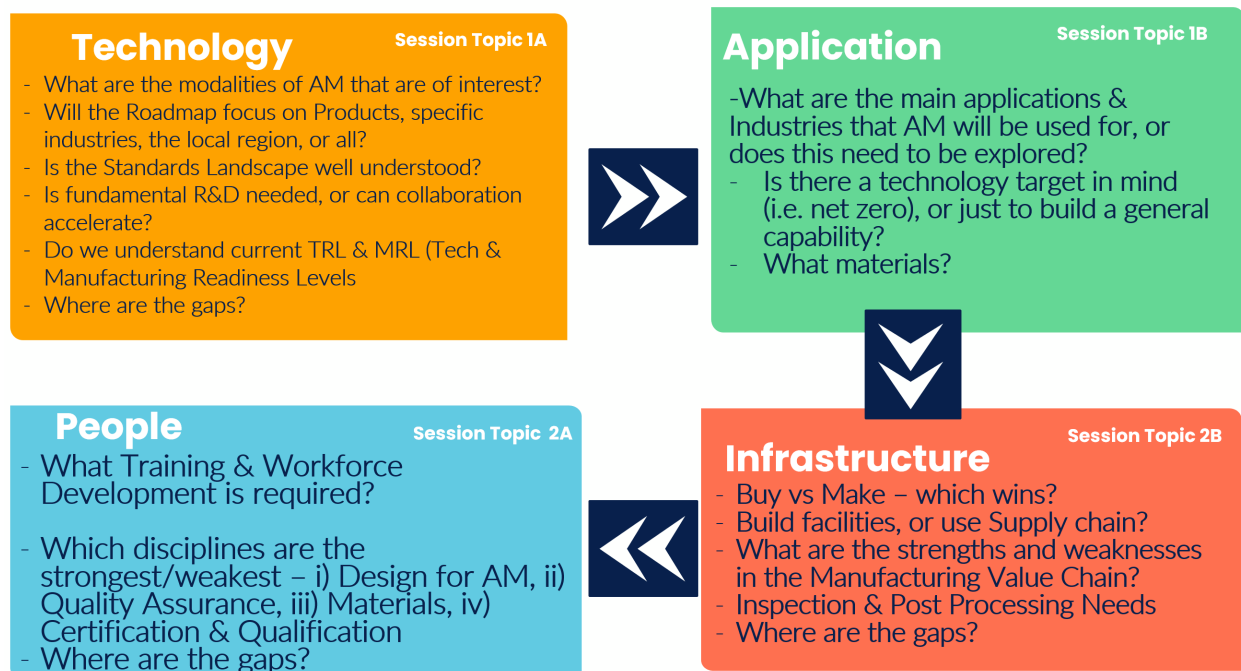 Technology
Session Topic 1A
- What are the modalities of AM that are of interest?
- Will the Roadmap focus on Products, specific
industries, the local region, or all?
- Is the Standards Landscape well understood?
- Is fundamental R&D needed, or can collaboration
accelerate?
- Do we understand current TRL & MRL (Tech &
Manufacturing Readiness Levels
- Where are the gaps?
Application
Session Topic 1B
-What are the main applications &
Industries that AM will be used for, or
does this need to be explored?
- Is there a technology target in mind
(i.e. net zero), or just to build a general
capability?
- What materials?
People
Session Topic 2A
- What Training & Workforce
Development is required?
- Which disciplines are the
strongest/weakest – i) Design for AM, ii)
Quality Assurance, iii) Materials, iv)
Certification & Qualification
- Where are the gaps?
Infrastructure
Session Topic 2B
- Buy vs Make – which wins?
- Build facilities, or use Supply chain?
- What are the strengths and weaknesses
in the Manufacturing Value Chain?
- Inspection & Post Processing Needs
- Where are the gaps?